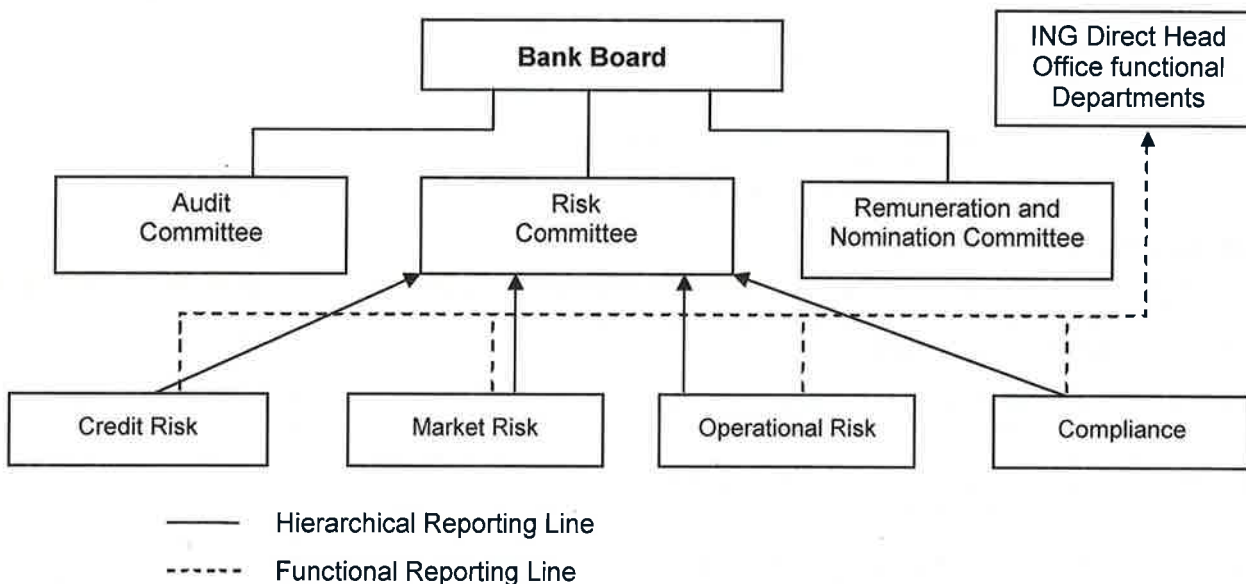 Bank Board
ING Direct Head
Office functional
Departments
Audit
Committee
Risk
Committee
Remuneration and
Nomination Committee
Credit Risk
Market Risk
Operational Risk
Compliance
Hierarchical Reporting Line
Functional Reporting Line